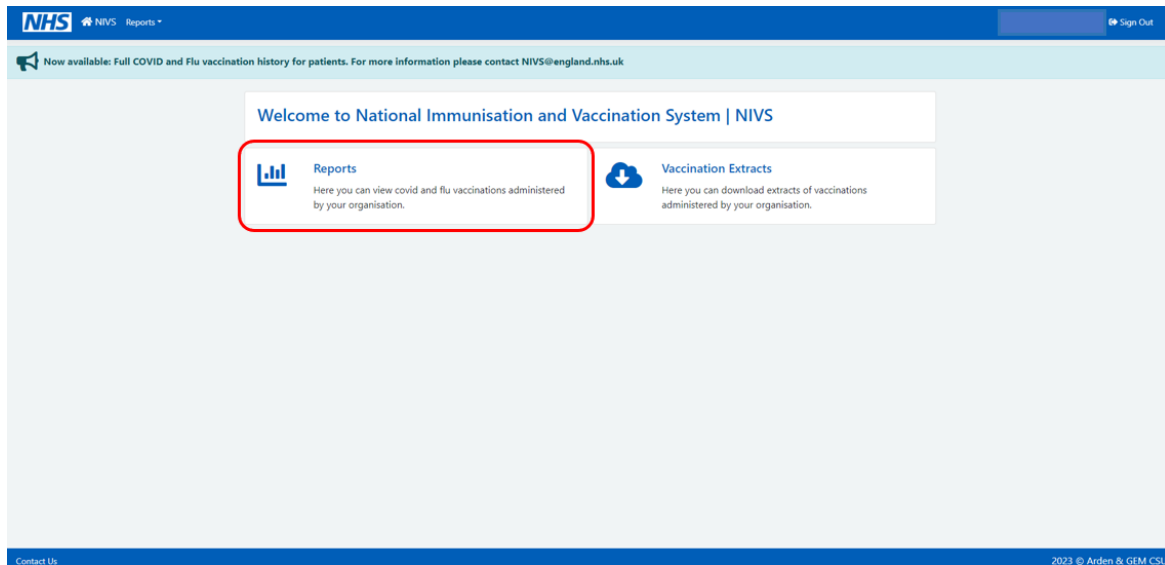 NHS NIVS Reports Sign Out
Now available: Full COVID and Flu vaccination history for patients. For more information please contact NIVS@england.nhs.uk
Welcome to National Immunisation and Vaccination System | NIVS
Reports
Here you can view covid and flu vaccinations administered
by your organisation.
Vaccination Extracts
Here you can download extracts of vaccinations
administered by your organisation.
Contact Us 2023 © Arden & GEM CSU